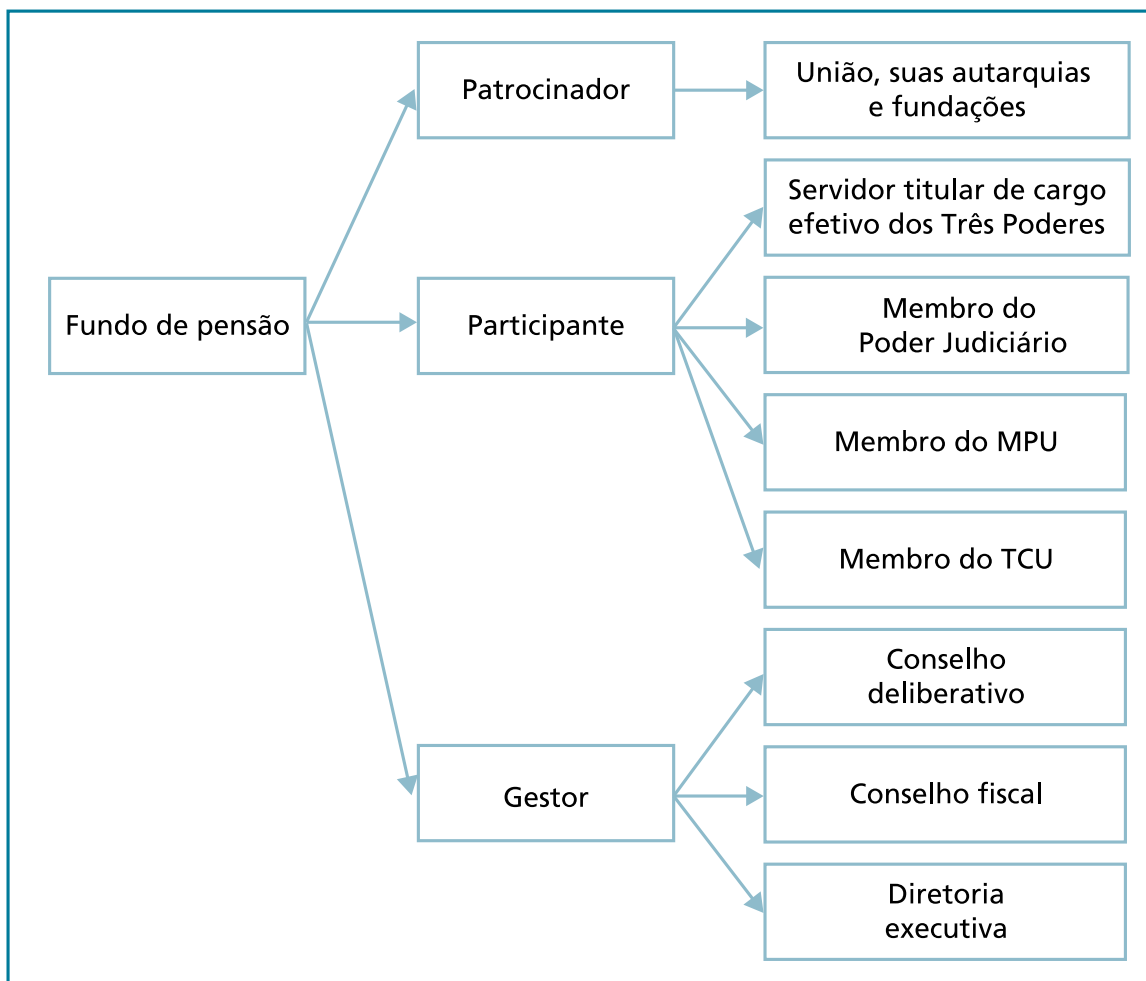 Patrocinador
União, suas autarquias
e fundações
Servidor titular de cargo
efetivo dos Três Poderes
Fundo de pensão
Participante
Membro do
Poder Judiciário
Membro do MPU
Membro do TCU
Conselho
deliberativo
Gestor
Conselho fiscal
Diretoria
executiva